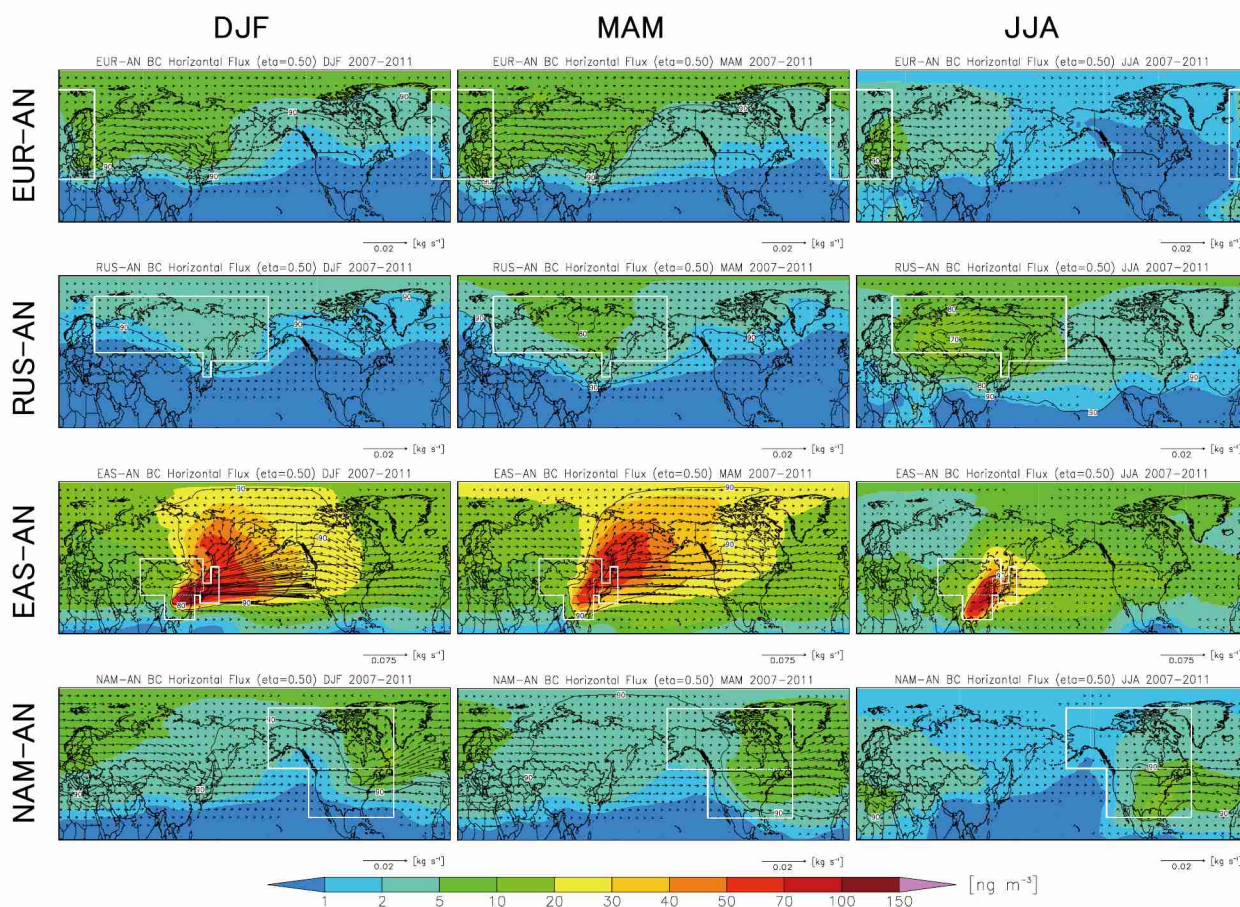 DJF MAM JJA
EUR-AN
EUR-AN BC Horizontal Flux (eta=0.50) DJF 2007-2011
EUR-AN BC Horizontal Flux (eta=0.50) MAM 2007-2011
EUR-AN BC Horizontal Flux (eta=0.50) JJA 2007-2011
0.02 [kg s⁻¹]
0.02 [kg s⁻¹]
0.02 [kg s⁻¹]
RUS-AN
RUS-AN BC Horizontal Flux (eta=0.50) DJF 2007-2011
RUS-AN BC Horizontal Flux (eta=0.50) MAM 2007-2011
RUS-AN BC Horizontal Flux (eta=0.50) JJA 2007-2011
0.02 [kg s⁻¹]
0.02 [kg s⁻¹]
0.02 [kg s⁻¹]
EAS-AN
EAS-AN BC Horizontal Flux (eta=0.50) DJF 2007-2011
EAS-AN BC Horizontal Flux (eta=0.50) MAM 2007-2011
EAS-AN BC Horizontal Flux (eta=0.50) JJA 2007-2011
0.075 [kg s⁻¹]
0.075 [kg s⁻¹]
0.075 [kg s⁻¹]
NAM-AN
NAM-AN BC Horizontal Flux (eta=0.50) DJF 2007-2011
NAM-AN BC Horizontal Flux (eta=0.50) MAM 2007-2011
NAM-AN BC Horizontal Flux (eta=0.50) JJA 2007-2011
0.02 [kg s⁻¹]
0.02 [kg s⁻¹]
0.02 [kg s⁻¹]
1 2 5 10 20 30 40 50 70 100 150 [ng m⁻³]